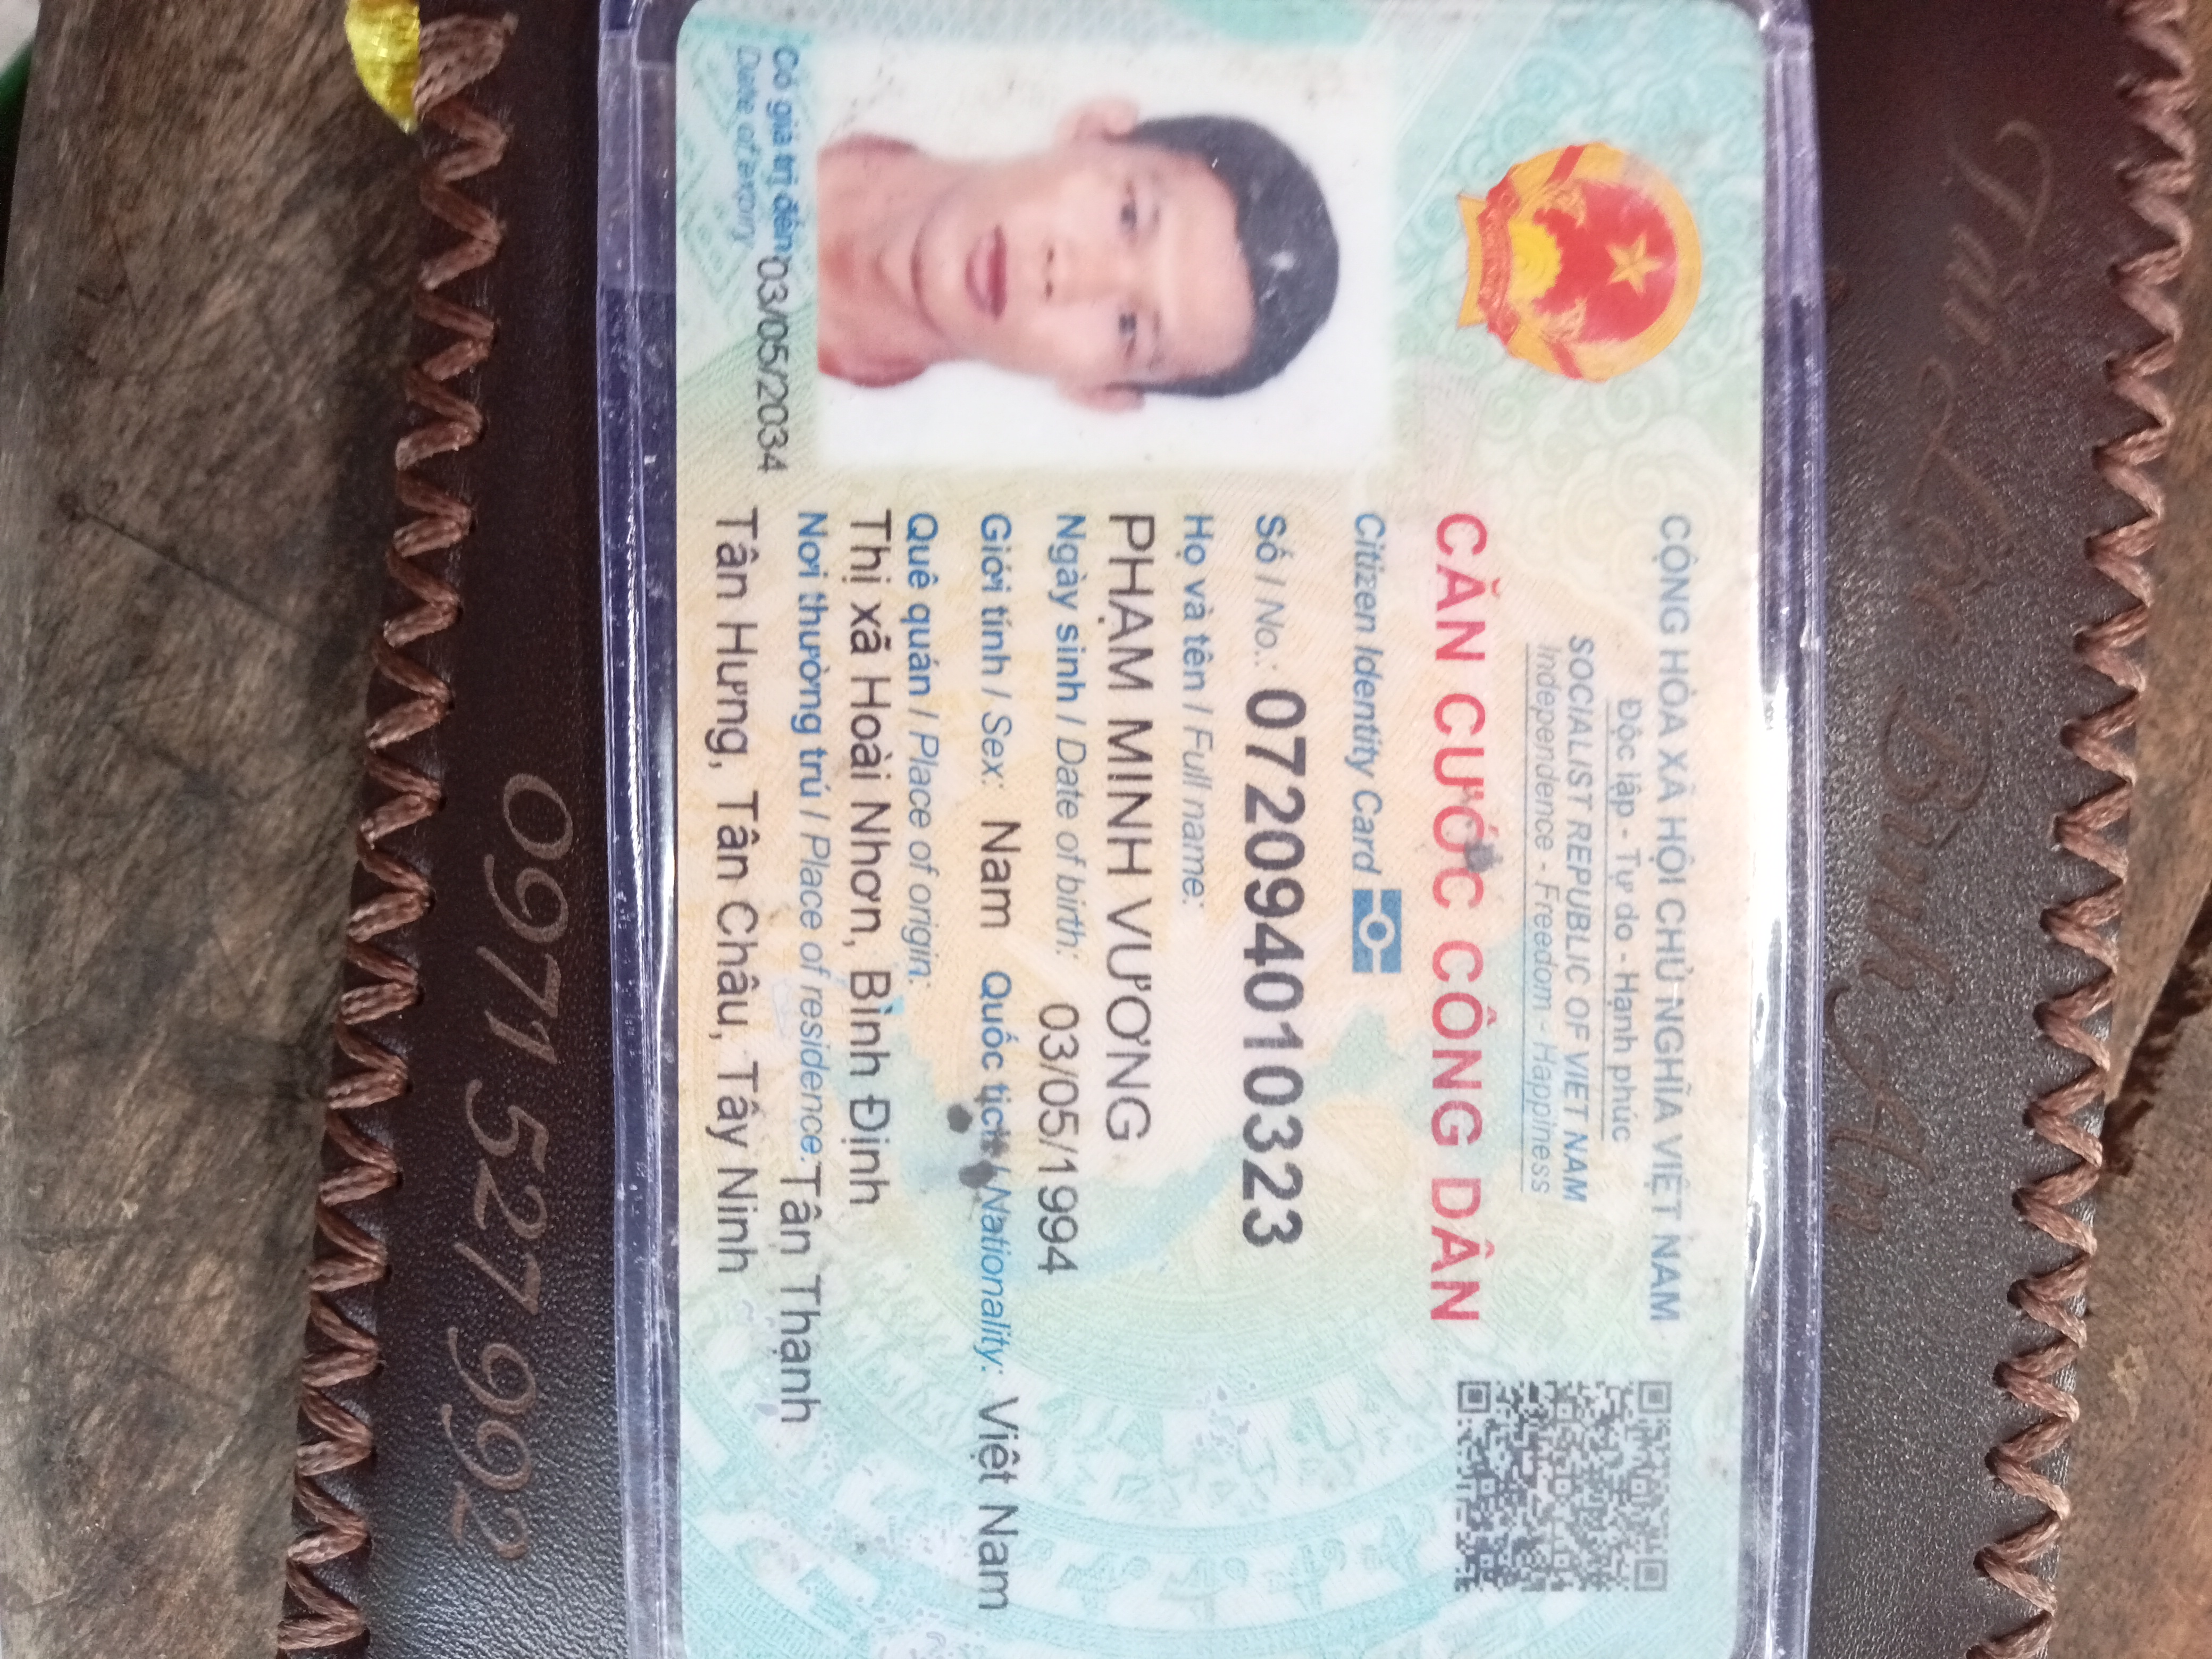 Tài Lộc Bình An
CỘNG HÒA XÃ HỘI CHỦ NGHĨA VIỆT NAM
Độc lập - Tự do - Hạnh phúc
SOCIALIST REPUBLIC OF VIET NAM
Independence - Freedom - Happiness
CĂN CƯỚC CÔNG DÂN
Citizen Identity Card
Số / No.: 072094010323
Họ và tên / Full name:
PHẠM MINH VƯƠNG
Ngày sinh / Date of birth: 03/05/1994
Giới tính / Sex: Nam Quốc tịch / Nationality: Việt Nam
Quê quán / Place of origin:
Thị xã Hoài Nhơn, Bình Định
Nơi thường trú / Place of residence: Tân Thạnh
Tân Hưng, Tân Châu, Tây Ninh
Có giá trị đến: 03/05/2034
Date of expiry
0971 527 992